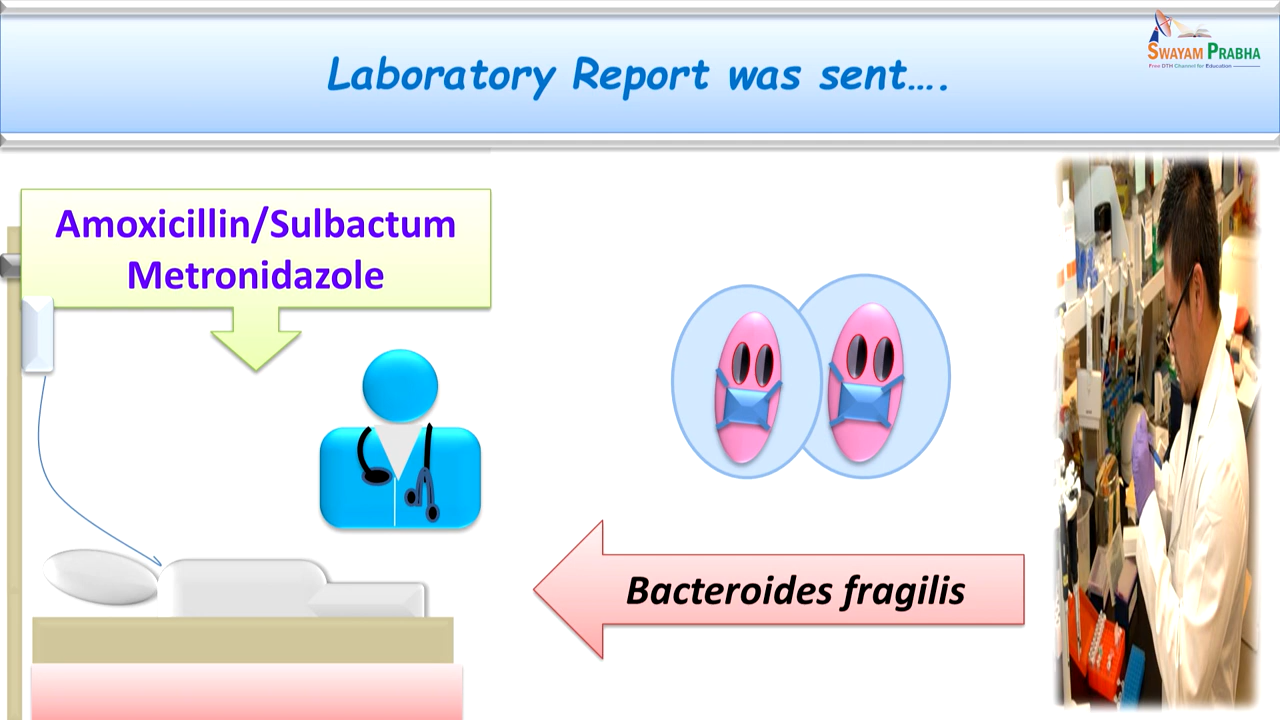 Laboratory Report was sent....
SWAYAM PRABHA
Free DTH Channel for Education
Amoxicillin/Sulbactum
Metronidazole
Bacteroides fragilis